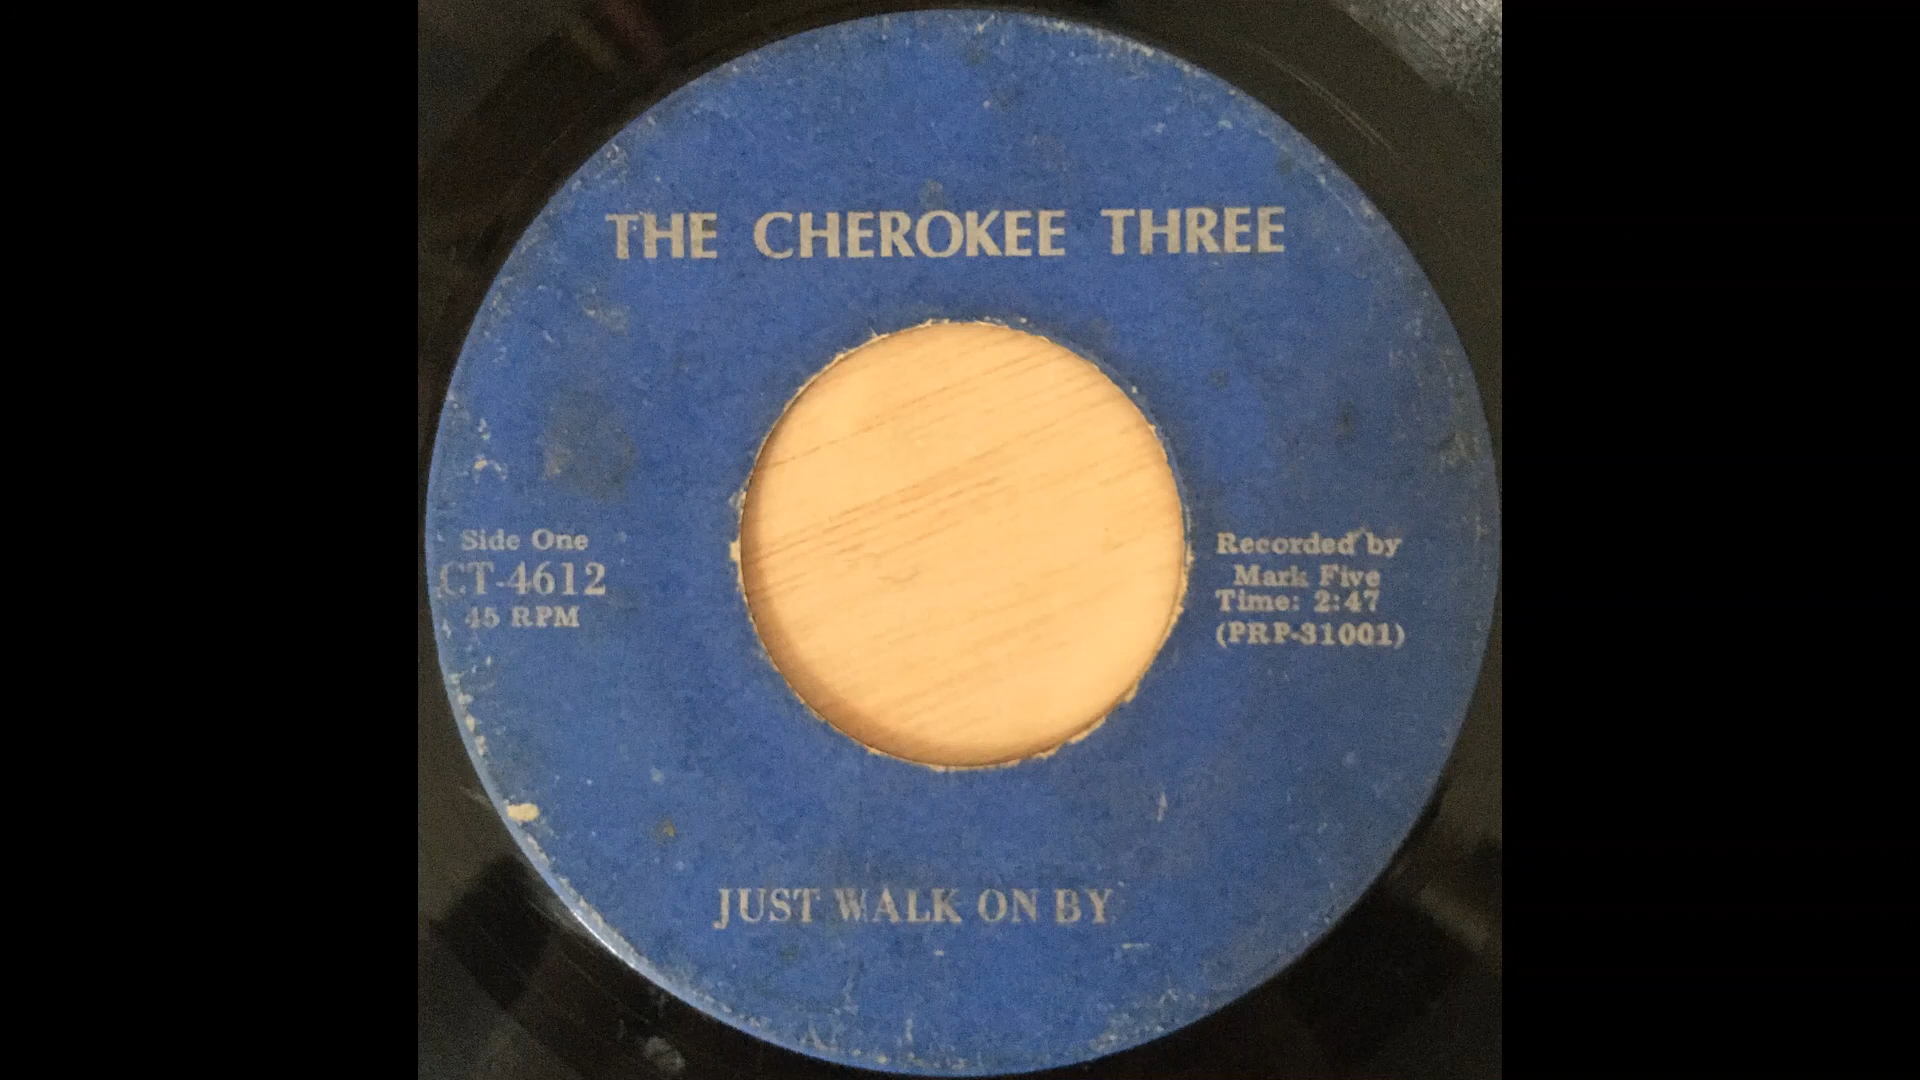 THE CHEROKEE THREE
Side One
CT-4612
45 RPM
Recorded by
Mark Five
Time: 2:47
(PRP-31001)
JUST WALK ON BY